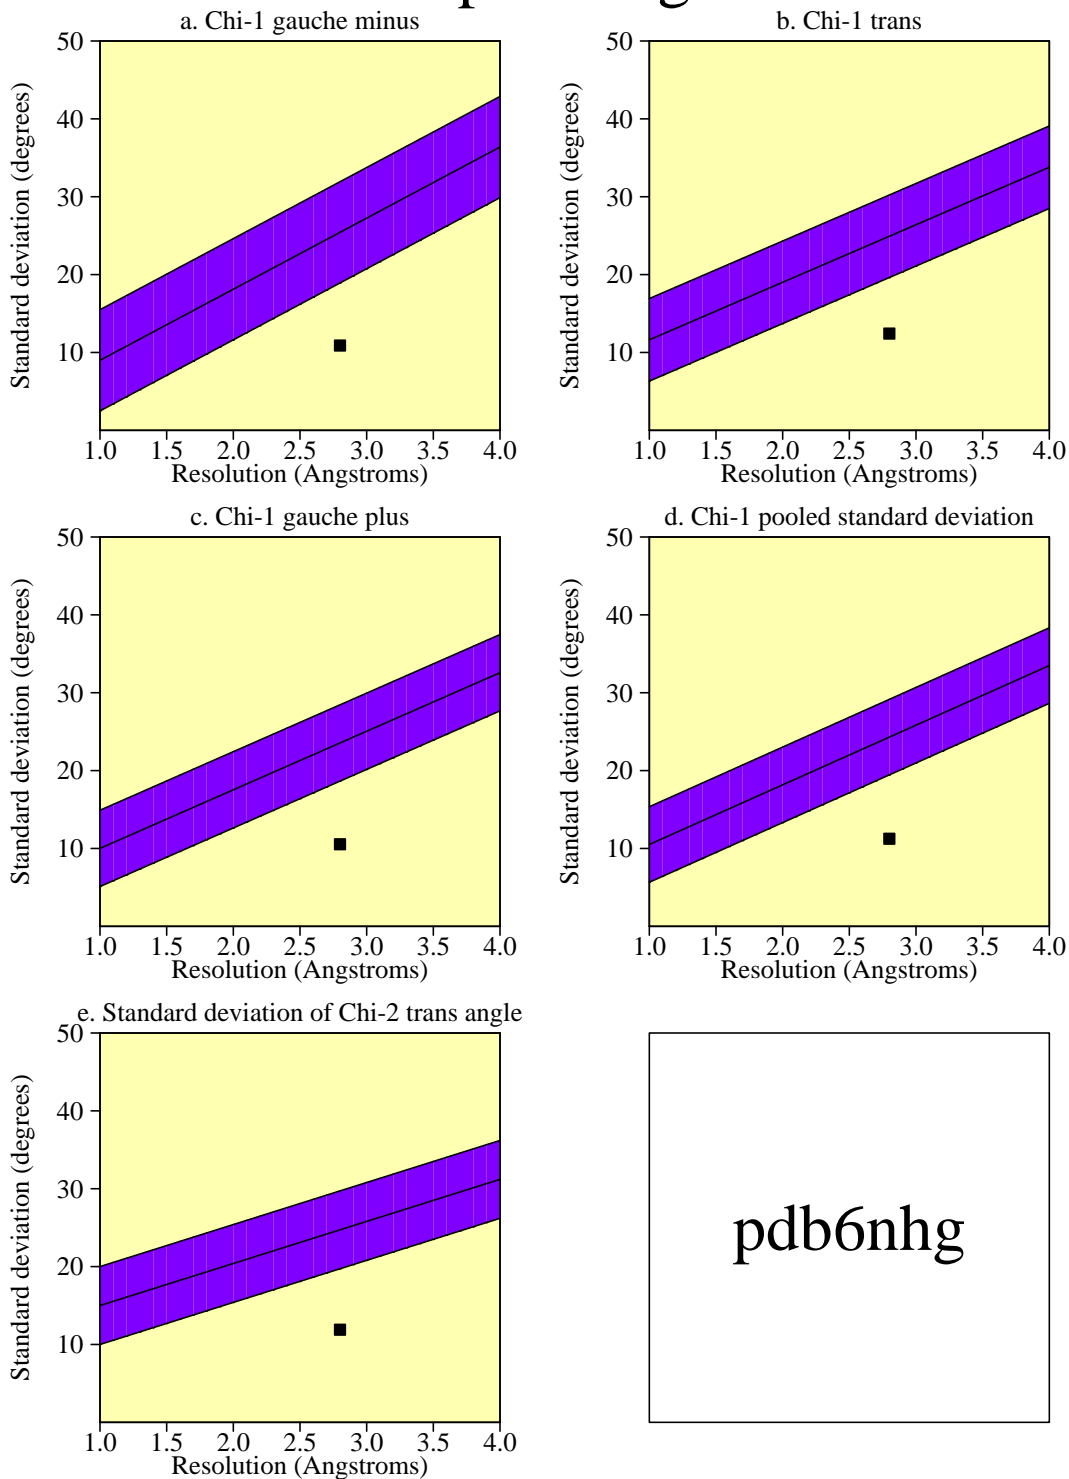 a. Chi-1 gauche minus
50
40
30
20
10
Standard deviation (degrees)
1.0 1.5 2.0 2.5 3.0 3.5 4.0
Resolution (Angstroms)
b. Chi-1 trans
50
40
30
20
10
Standard deviation (degrees)
1.0 1.5 2.0 2.5 3.0 3.5 4.0
Resolution (Angstroms)
c. Chi-1 gauche plus
50
40
30
20
10
Standard deviation (degrees)
1.0 1.5 2.0 2.5 3.0 3.5 4.0
Resolution (Angstroms)
d. Chi-1 pooled standard deviation
50
40
30
20
10
Standard deviation (degrees)
1.0 1.5 2.0 2.5 3.0 3.5 4.0
Resolution (Angstroms)
e. Standard deviation of Chi-2 trans angle
50
40
30
20
10
Standard deviation (degrees)
1.0 1.5 2.0 2.5 3.0 3.5 4.0
Resolution (Angstroms)
pdb6nhg